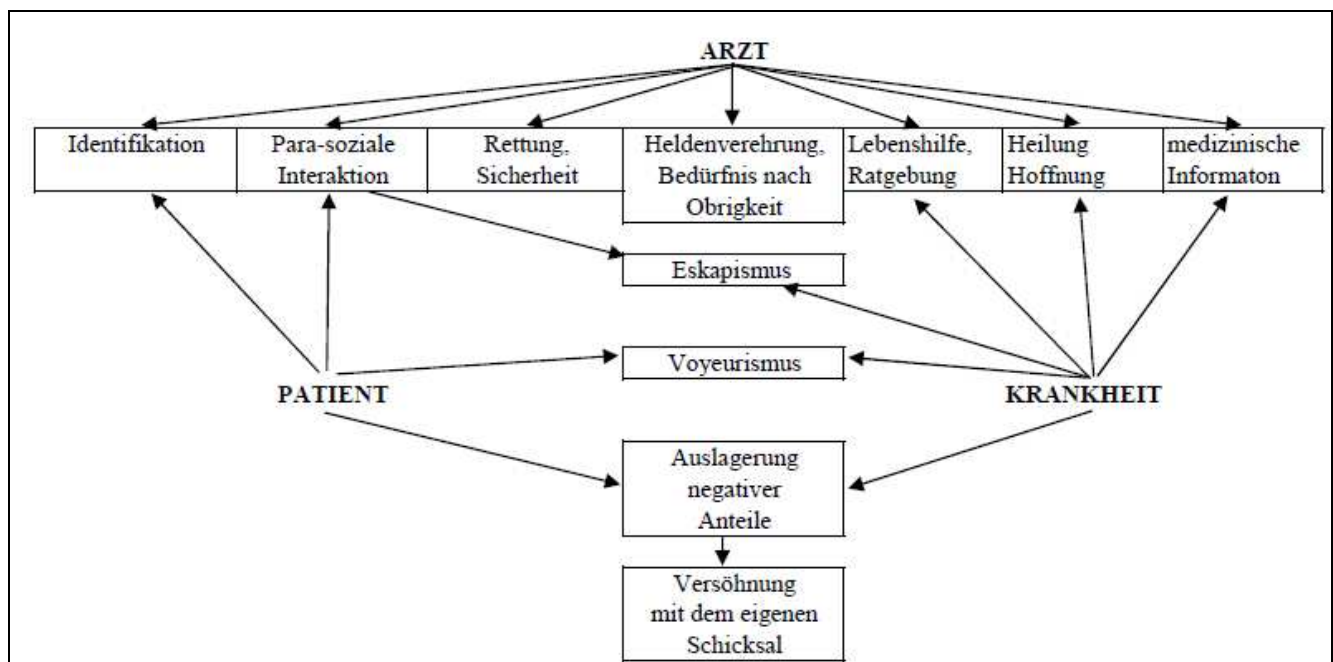 ARZT
Identifikation
Para-soziale
Interaktion
Rettung,
Sicherheit
Heldenverehrung,
Bedürfnis nach
Obrigkeit
Lebenshilfe,
Ratgebung
Heilung
Hoffnung
medizinische
Informaton
Eskapismus
Voyeurismus
PATIENT
KRANKHEIT
Auslagerung
negativer
Anteile
Versöhnung
mit dem eigenen
Schicksal